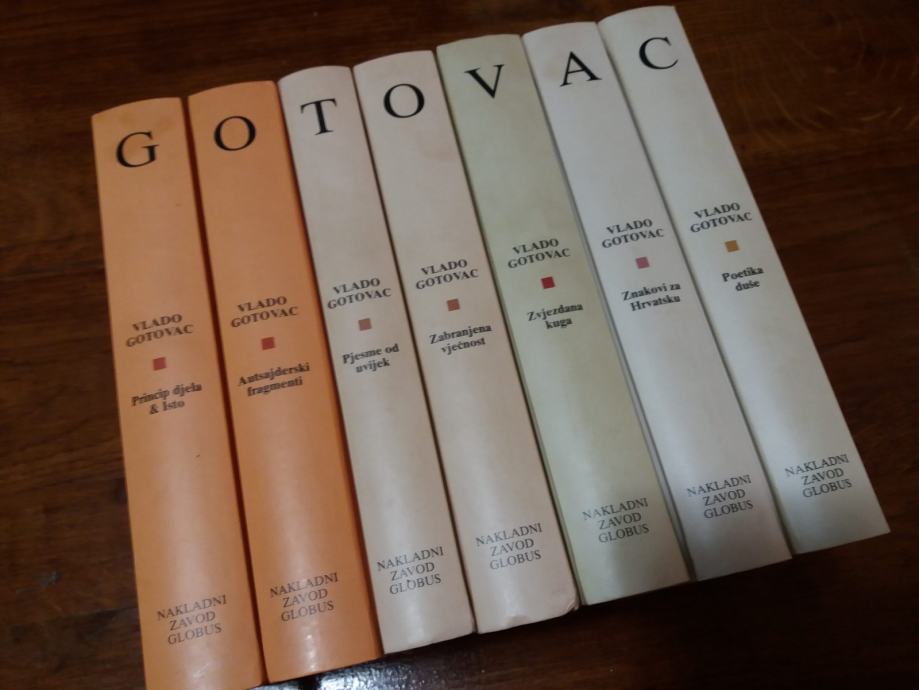 G
VLADO
GOTOVAC
Princip djela
& Isto
NAKLADNI
ZAVOD
GLOBUS
O
VLADO
GOTOVAC
Autsajderski
fragmenti
NAKLADNI
ZAVOD
GLOBUS
T
VLADO
GOTOVAC
Pjesme od
uvijek
NAKLADNI
ZAVOD
GLOBUS
O
VLADO
GOTOVAC
Zabranjena
vječnost
NAKLADNI
ZAVOD
GLOBUS
V
VLADO
GOTOVAC
Zvjezdana
kuga
NAKLADNI
ZAVOD
GLOBUS
A
VLADO
GOTOVAC
Znakovi za
Hrvatsku
NAKLADNI
ZAVOD
GLOBUS
C
VLADO
GOTOVAC
Poetika
duše
NAKLADNI
ZAVOD
GLOBUS